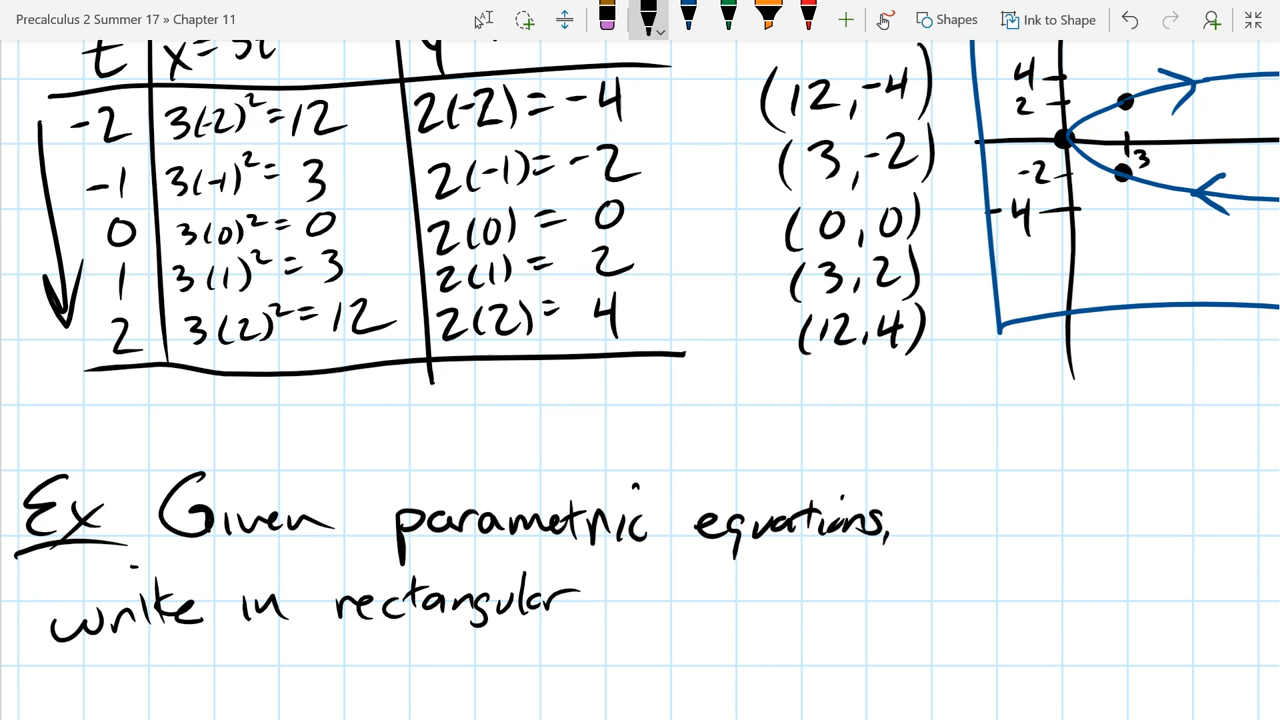 Precalculus 2 Summer 17 » Chapter 11
Shapes
Ink to Shape
t x = 3t
-2 3(-2)²=12 2(-2)= -4 (12,-4)
-1 3(-1)²= 3 2(-1)= -2 (3,-2)
0 3(0)²= 0 2(0) = 0 (0,0)
1 3(1)²= 3 2(1) = 2 (3,2)
2 3(2)²= 12 2(2)= 4 (12,4)
4
2
3
-2
-4
Ex Given parametric equations,
write in rectangular